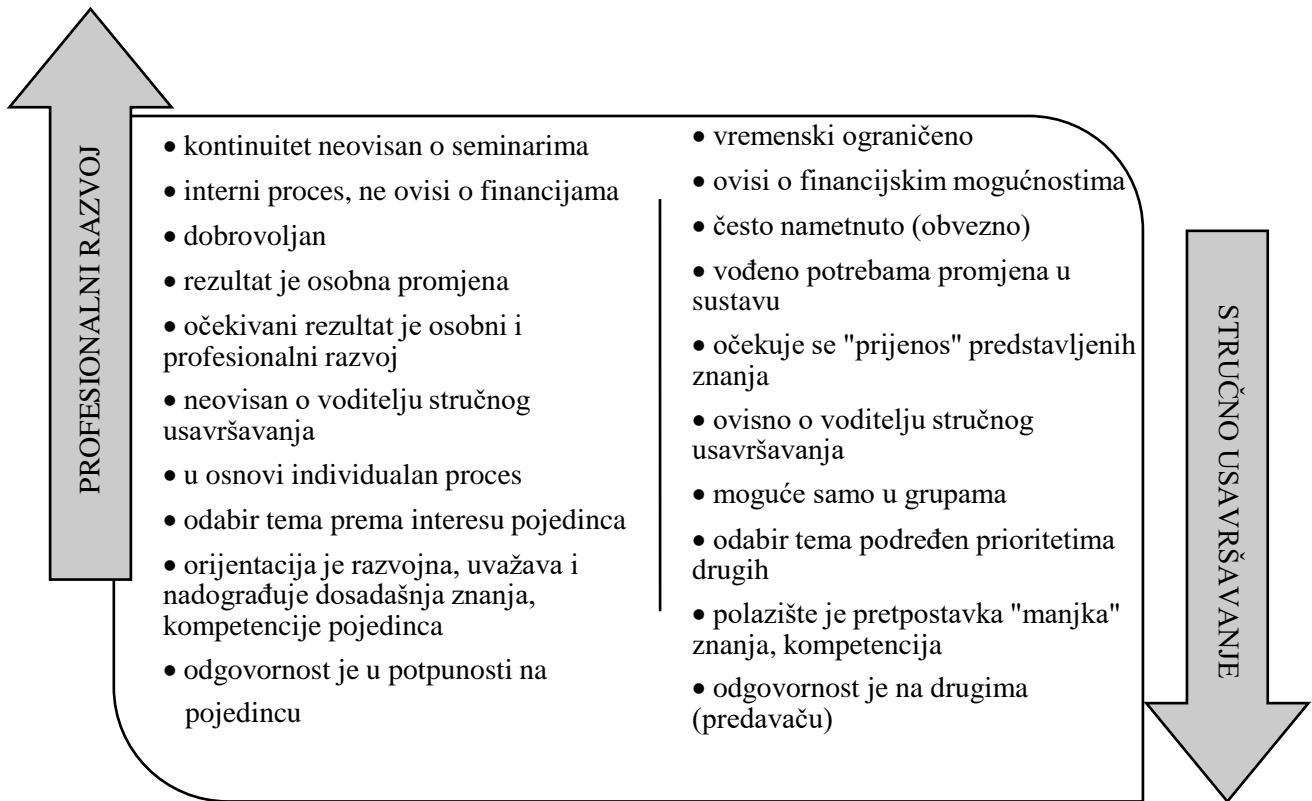 PROFESIONALNI RAZVOJ
• kontinuitet neovisan o seminarima
• interni proces, ne ovisi o financijama
• dobrovoljan
• rezultat je osobna promjena
• očekivani rezultat je osobni i
profesionalni razvoj
• neovisan o voditelju stručnog
usavršavanja
• u osnovi individualan proces
• odabir tema prema interesu pojedinca
• orijentacija je razvojna, uvažava i
nadograđuje dosadašnja znanja,
kompetencije pojedinca
• odgovornost je u potpunosti na
pojedincu
• vremenski ograničeno
• ovisi o financijskim mogućnostima
• često nametnuto (obvezno)
• vođeno potrebama promjena u
sustavu
• očekuje se "prijenos" predstavljenih
znanja
• ovisno o voditelju stručnog
usavršavanja
• moguće samo u grupama
• odabir tema podređen prioritetima
drugih
• polazište je pretpostavka "manjka"
znanja, kompetencija
• odgovornost je na drugima
(predavaču)
STRUČNO USAVRŠAVANJE